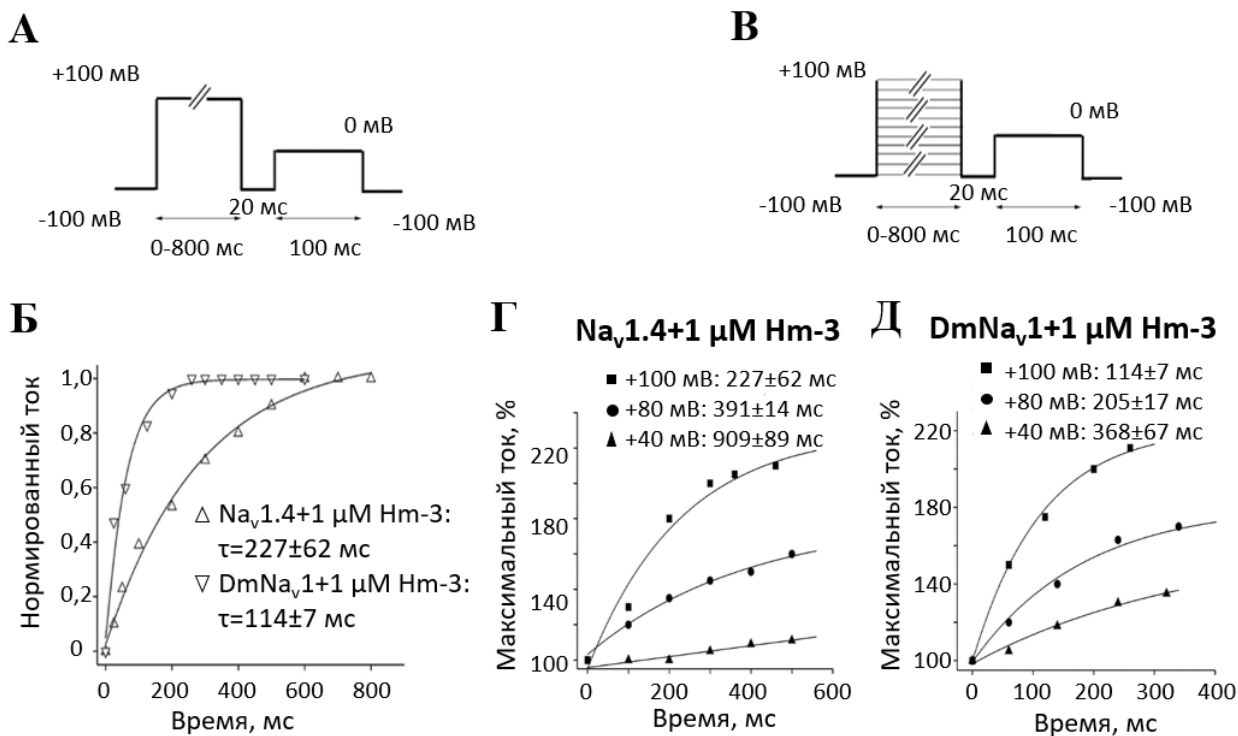 А
+100 мВ
0 мВ
20 мс
-100 мВ
-100 мВ
0-800 мс
100 мс
В
+100 мВ
0 мВ
20 мс
-100 мВ
-100 мВ
0-800 мс
100 мс
Б
Нормированный ток
1,0
0,8
0,6
0,4
0,2
0
0 200 400 600 800
Время, мс
Nav1.4+1 µM Hm-3:
τ=227±62 мс
DmNav1+1 µM Hm-3:
τ=114±7 мс
Г
Nav1.4+1 µM Hm-3
+100 мВ: 227±62 мс
+80 мВ: 391±14 мс
+40 мВ: 909±89 мс
Максимальный ток, %
220
180
140
100
0 200 400 600
Время, мс
Д
DmNav1+1 µM Hm-3
+100 мВ: 114±7 мс
+80 мВ: 205±17 мс
+40 мВ: 368±67 мс
Максимальный ток, %
220
180
140
100
0 100 200 300 400
Время, мс